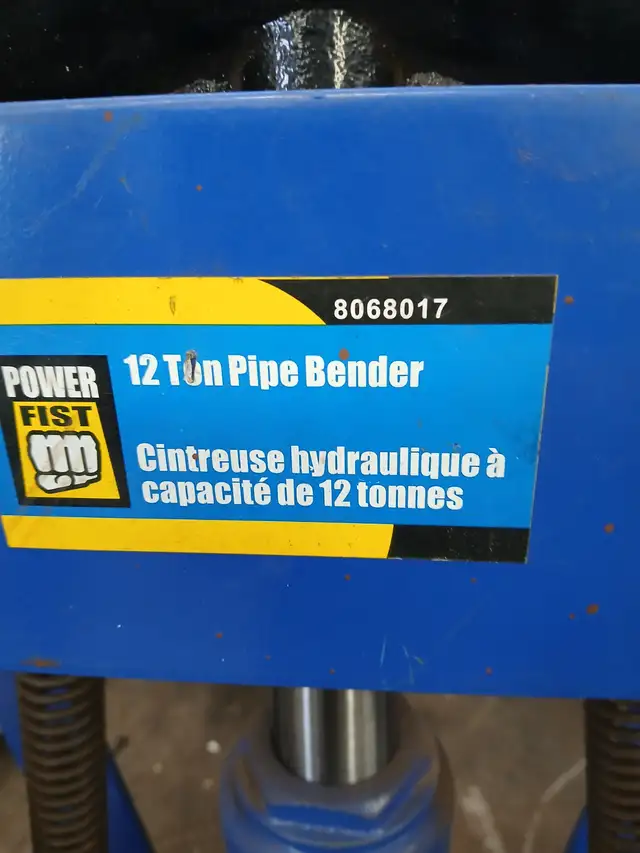 8068017
12 Ton Pipe Bender
POWER
FIST
Cintreuse hydraulique à
capacité de 12 tonnes